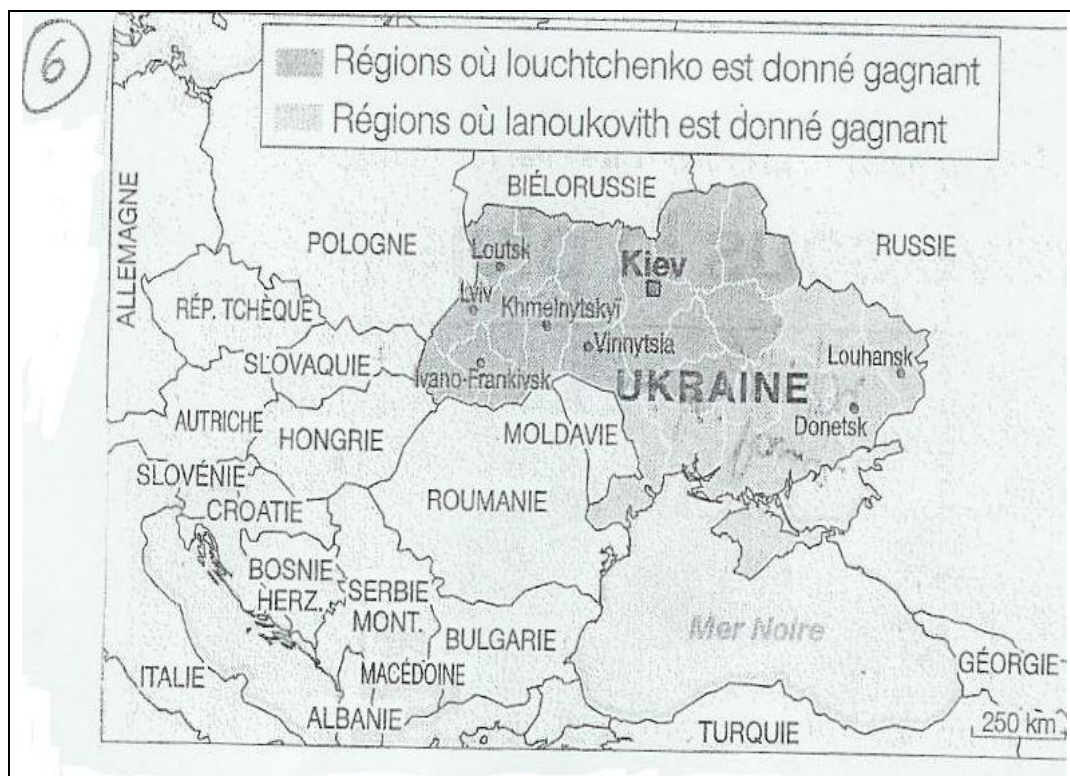 6
Régions où Iouchtchenko est donné gagnant
Régions où Ianoukovith est donné gagnant
BIÉLORUSSIE
ALLEMAGNE
POLOGNE
Loutsk
Kiev
RUSSIE
Lviv
Khmelnytskyï
RÉP. TCHÈQUE
Vinnytsia
SLOVAQUIE
Louhansk
Ivano-Frankivsk
UKRAINE
AUTRICHE
HONGRIE
MOLDAVIE
Donetsk
SLOVÉNIE
CROATIE
ROUMANIE
BOSNIE
HERZ.
SERBIE
MONT.
BULGARIE
Mer Noire
ITALIE
MACÉDOINE
GÉORGIE
ALBANIE
TURQUIE
250 km